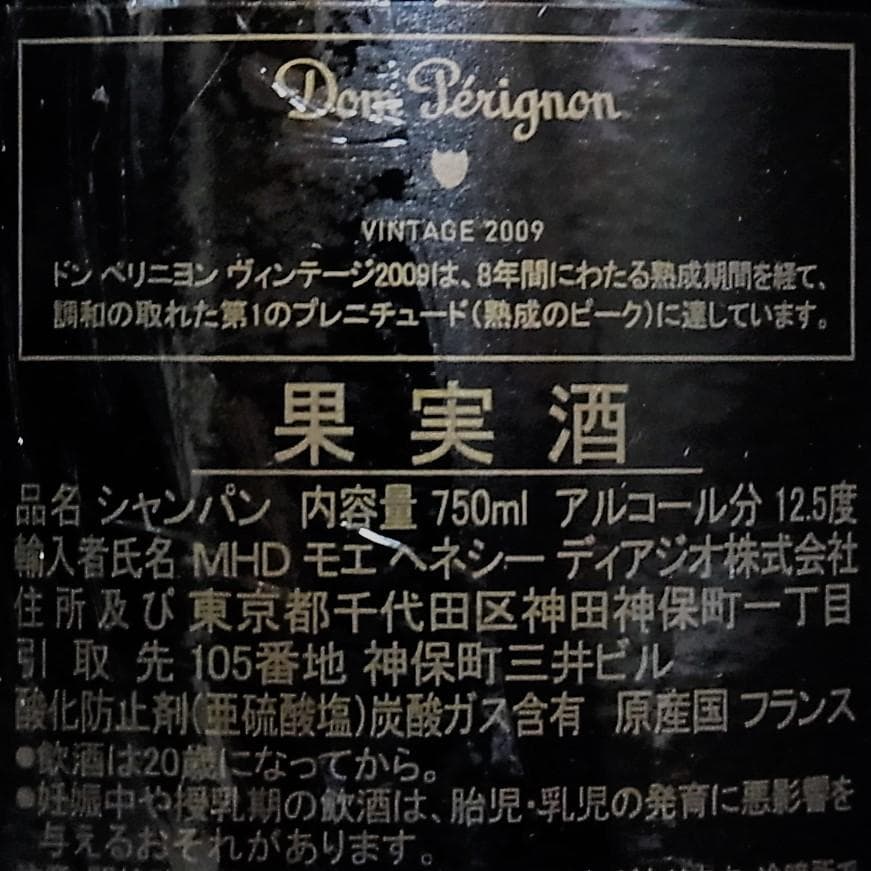 Dom Pérignon
VINTAGE 2009
ドン ペリニヨン ヴィンテージ2009は、8年間にわたる熟成期間を経て、
調和の取れた第1のプレニチュード(熟成のピーク)に達しています。
果実酒
品名 シャンパン 内容量 750ml アルコール分 12.5度
輸入者氏名 MHD モエ ヘネシー ディアジオ株式会社
住所及び 東京都千代田区神田神保町一丁目
引取先 105番地 神保町三井ビル
酸化防止剤(亜硫酸塩)炭酸ガス含有 原産国 フランス
●飲酒は20歳になってから。
●妊娠中や授乳期の飲酒は、胎児・乳児の発育に悪影響を
与えるおそれがあります。